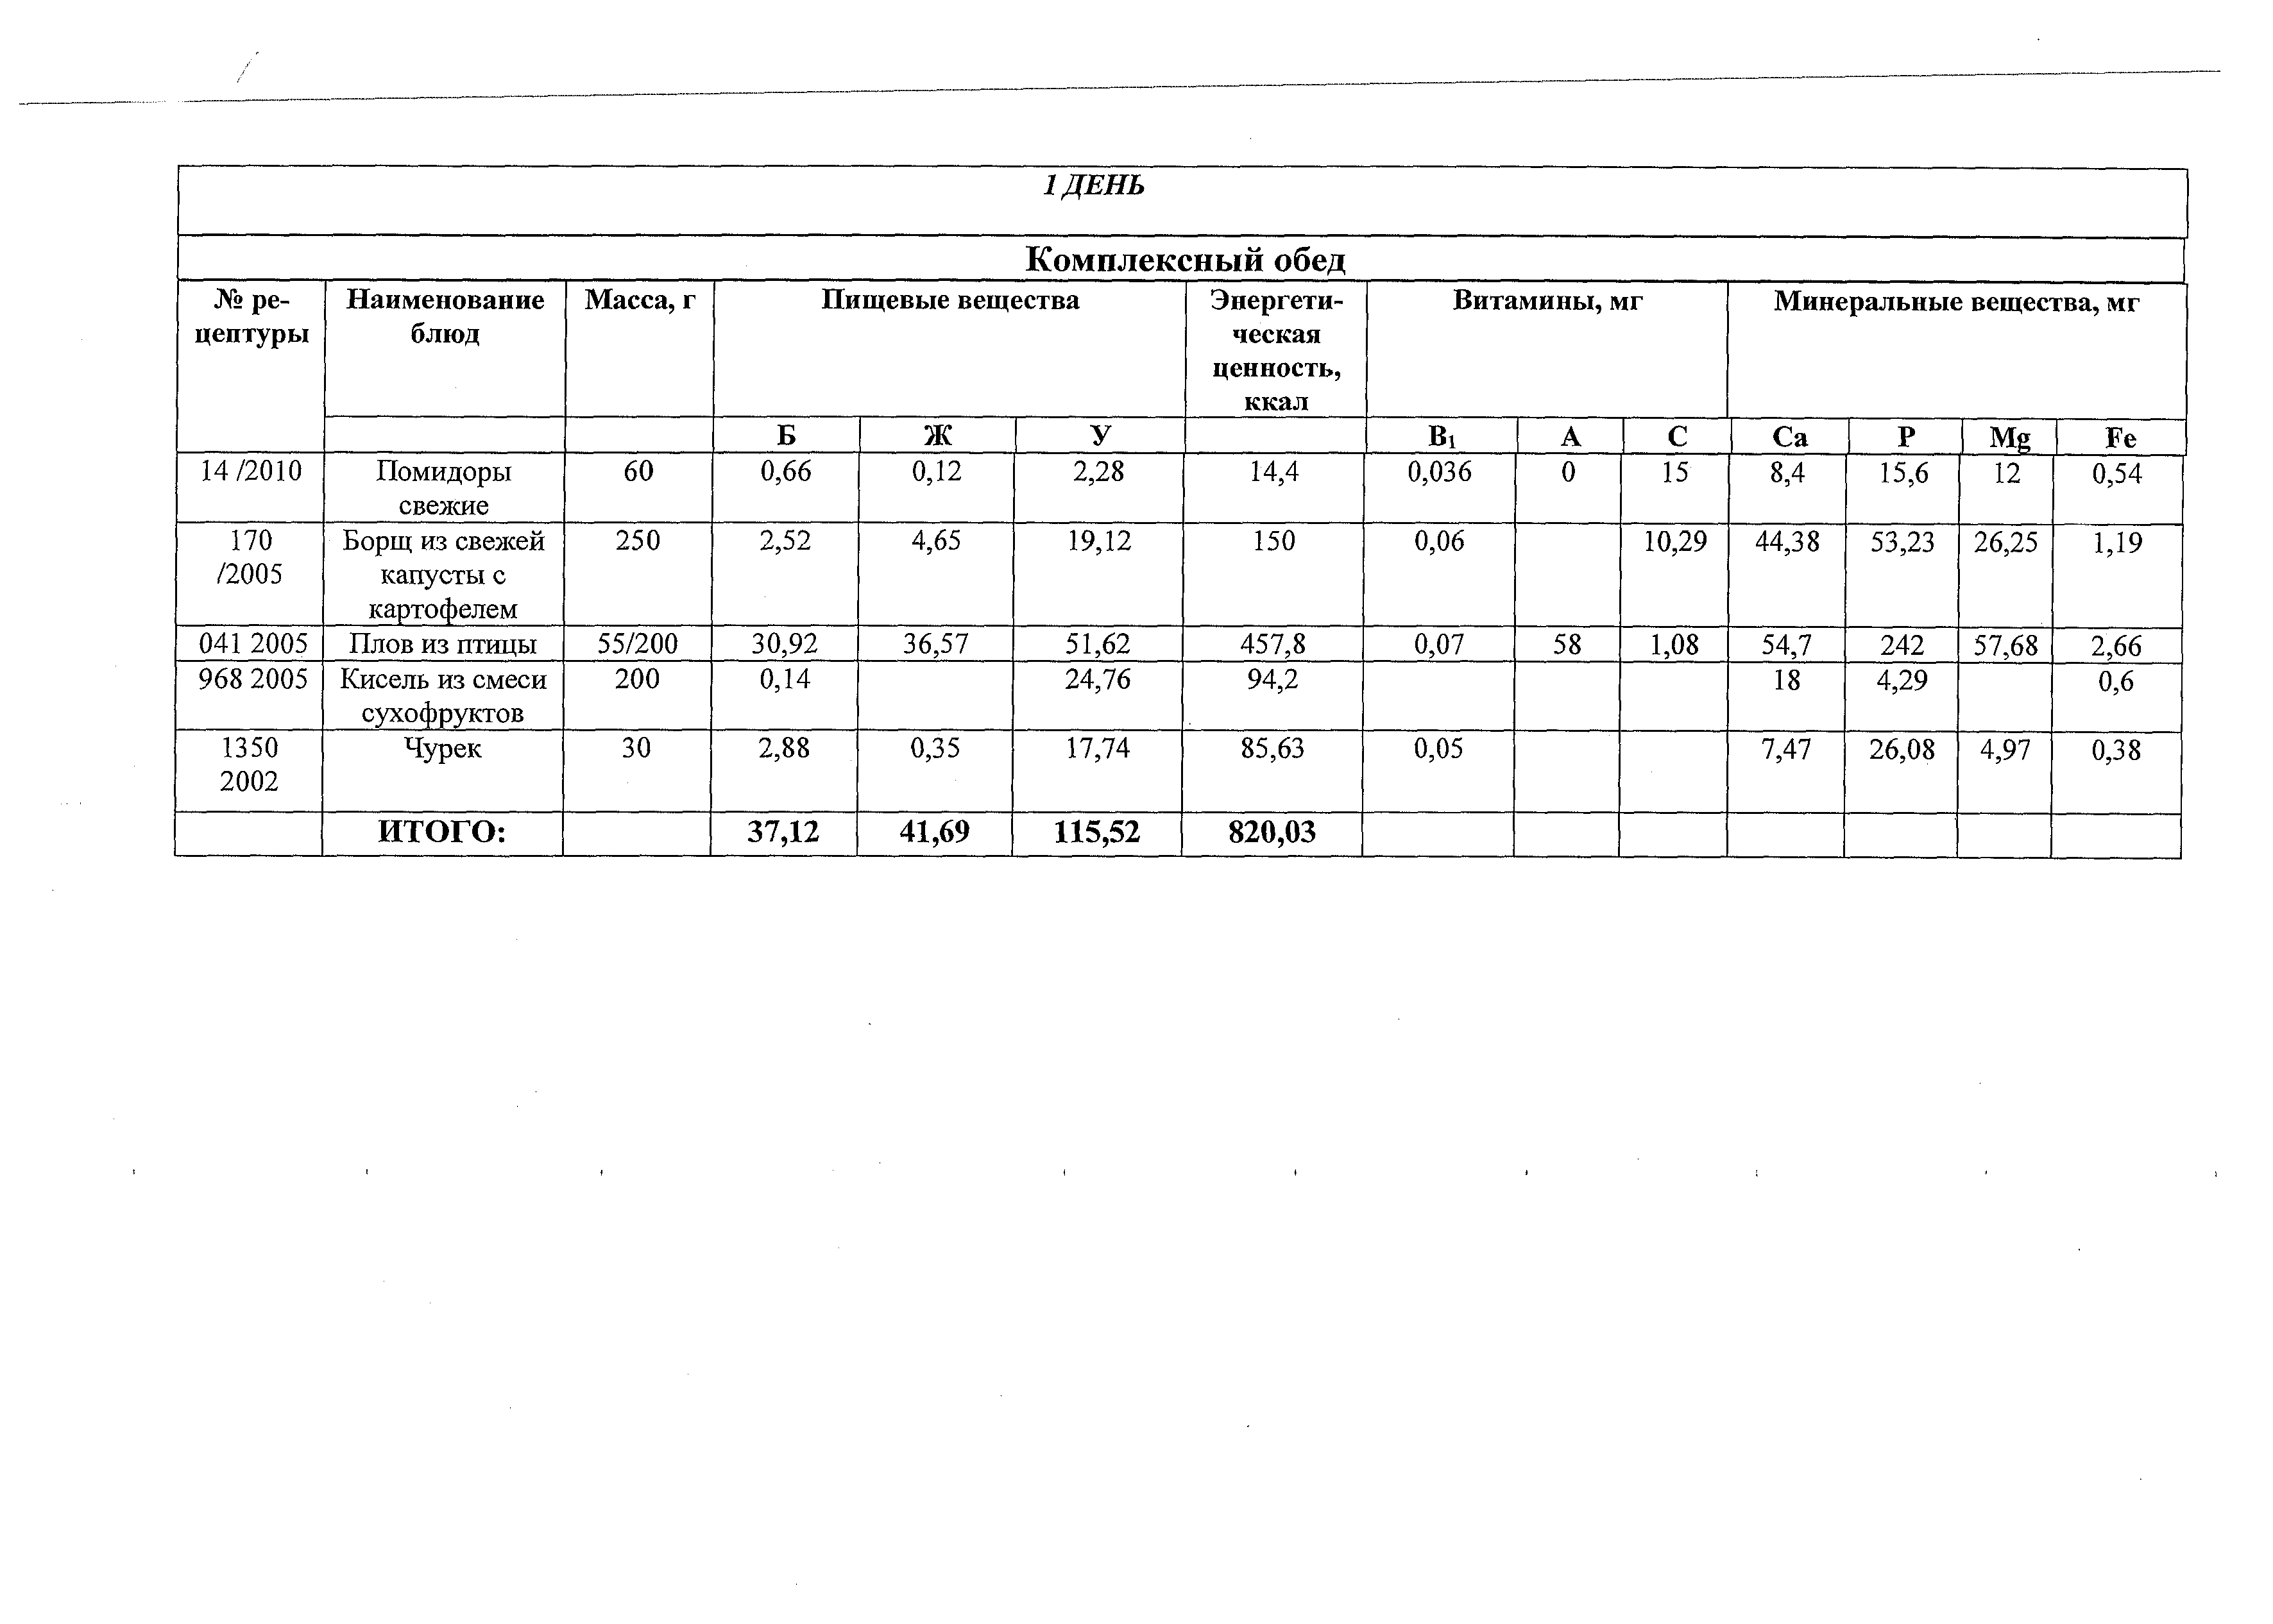 1 ДЕНЬ
Комплексный обед
№ ре-
цептуры
Наименование
блюд
Масса, г
Пищевые вещества
Энергети-
ческая
ценность,
ккал
Витамины, мг
Минеральные вещества, мг
Б Ж У B₁ A C Ca P Mg Fe
14 /2010 Помидоры 60 0,66 0,12 2,28 14,4 0,036 0 15 8,4 15,6 12 0,54
свежие
170 Борщ из свежей 250 2,52 4,65 19,12 150 0,06 10,29 44,38 53,23 26,25 1,19
/2005 капусты с
картофелем
041 2005 Плов из птицы 55/200 30,92 36,57 51,62 457,8 0,07 58 1,08 54,7 242 57,68 2,66
968 2005 Кисель из смеси 200 0,14 24,76 94,2 18 4,29 0,6
сухофруктов
1350 Чурек 30 2,88 0,35 17,74 85,63 0,05 7,47 26,08 4,97 0,38
2002
ИТОГО: 37,12 41,69 115,52 820,03